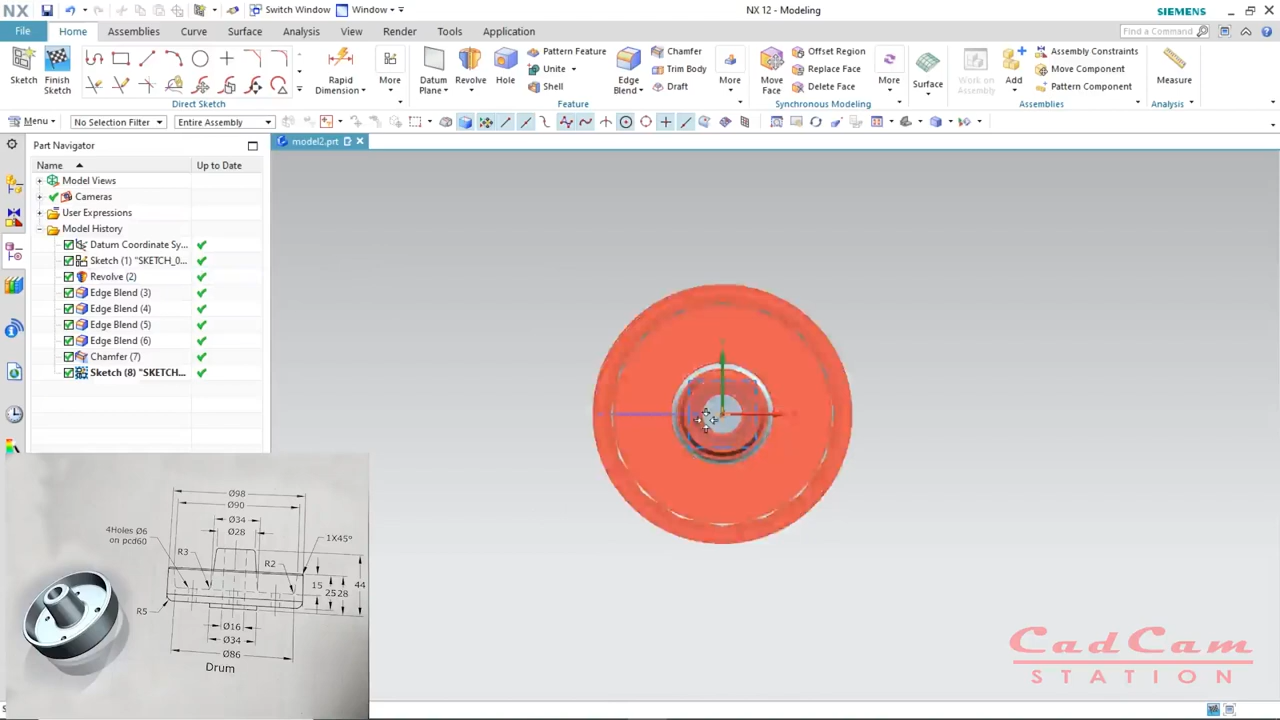 NX
Switch Window
Window
NX 12 - Modeling
SIEMENS
File
Home
Assemblies
Curve
Surface
Analysis
View
Render
Tools
Application
Find a Command
Sketch
Finish Sketch
Rapid Dimension
More
Direct Sketch
Datum Plane
Revolve
Hole
Pattern Feature
Unite
Shell
Edge Blend
Chamfer
Trim Body
Draft
More
Feature
Move Face
Offset Region
Replace Face
Delete Face
More
Synchronous Modeling
Surface
Work on Assembly
Add
Assembly Constraints
Move Component
Pattern Component
Assemblies
Measure
Analysis
Menu
No Selection Filter
Entire Assembly
Part Navigator
model2.prt
Name
Up to Date
Model Views
Cameras
User Expressions
Model History
Datum Coordinate Sy...
Sketch (1) "SKETCH_0...
Revolve (2)
Edge Blend (3)
Edge Blend (4)
Edge Blend (5)
Edge Blend (6)
Chamfer (7)
Sketch (8) "SKETCH...
Ø98
Ø90
Ø34
Ø28
4Holes Ø6
on pcd60
R3
R2
1X45°
15
25
28
44
R5
Ø16
Ø34
Ø86
Drum
CadCam
STATION